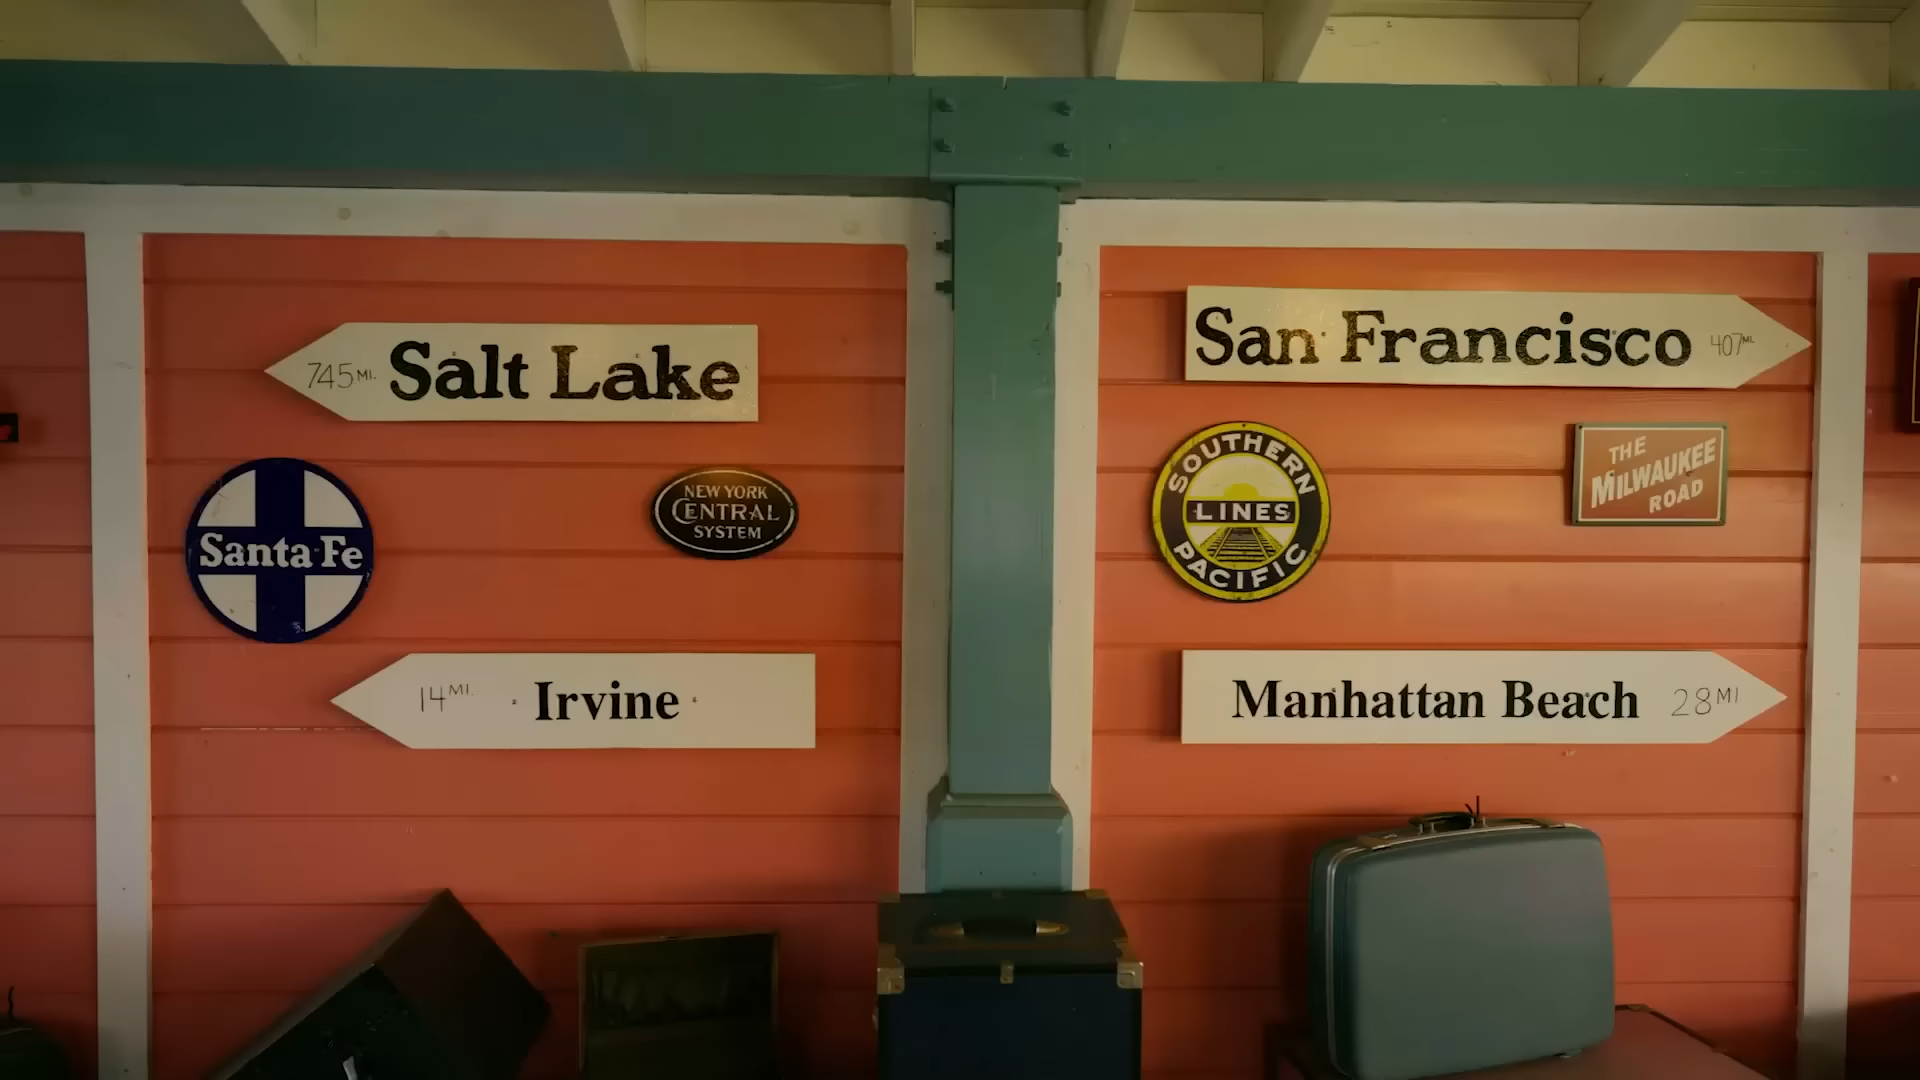 745 MI. Salt Lake
San Francisco 407 MI.
Santa Fe
NEW YORK
CENTRAL
SYSTEM
SOUTHERN
LINES
PACIFIC
THE
MILWAUKEE
ROAD
14 MI. Irvine
Manhattan Beach 28 MI